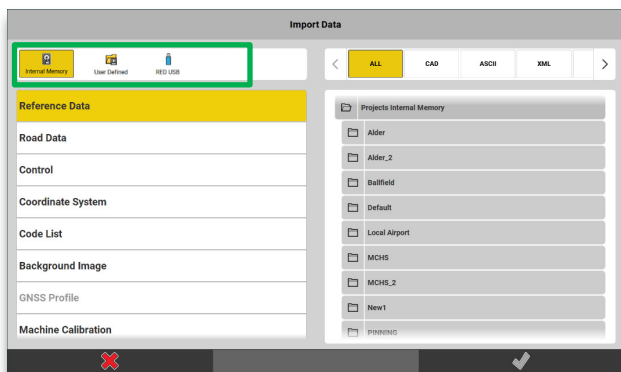 Import Data
Internal Memory
User Defined
RED USB
ALL
CAD
ASCII
XML
Reference Data
Road Data
Control
Coordinate System
Code List
Background Image
GNSS Profile
Machine Calibration
Projects Internal Memory
Alder
Alder_2
Ballfield
Default
Local Airport
MCHS
MCHS_2
New1
PINNING